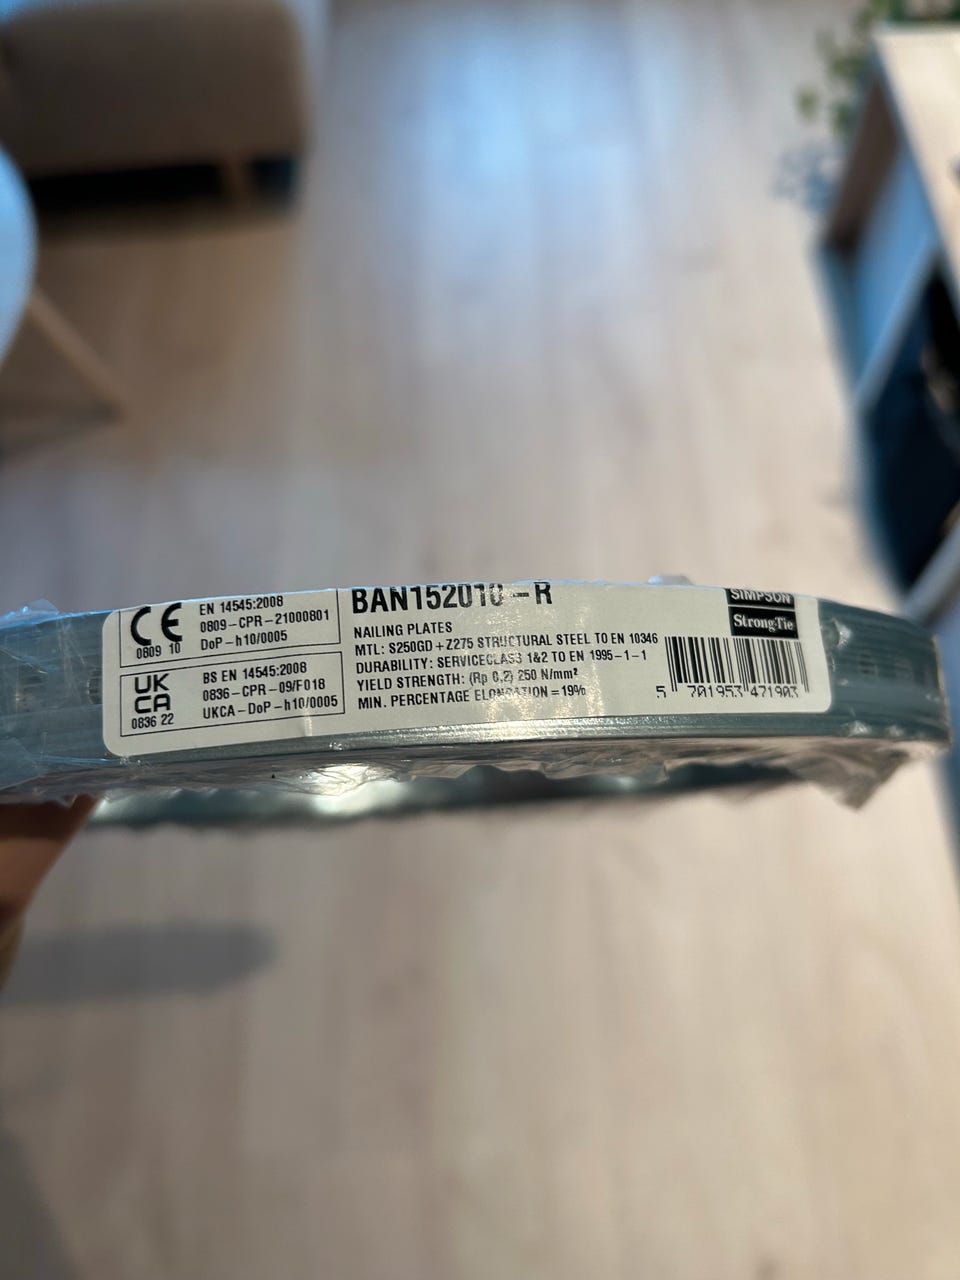 CE
0809 10
EN 14545:2008
0809-CPR-21000801
DoP-h10/0005
UK
CA
0836 22
BS EN 14545:2008
0836-CPR-09/F018
UKCA-DoP-h10/0005
BAN152010-R
NAILING PLATES
MTL: S250GD+Z275 STRUCTURAL STEEL TO EN 10346
DURABILITY: SERVICECLASS 1&2 TO EN 1995-1-1
YIELD STRENGTH: (Rp 0.2) 250 N/mm²
MIN. PERCENTAGE ELONGATION=19%
SIMPSON
Strong-Tie
5 701953 471903